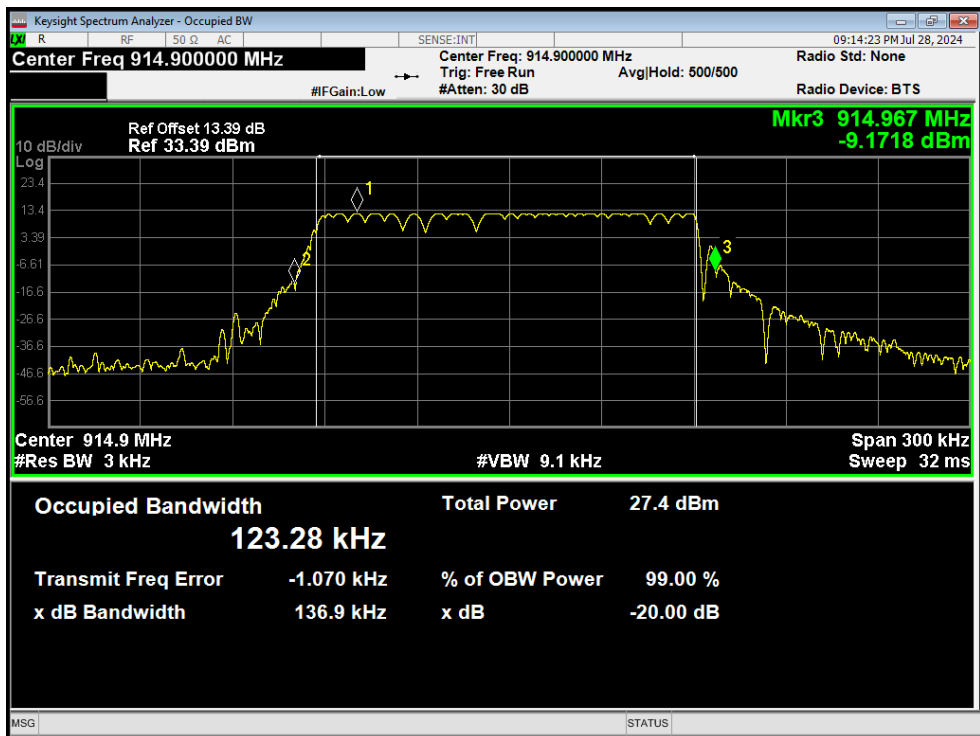 Keysight Spectrum Analyzer - Occupied BW
LXI R RF 50 Ω AC SENSE:INT 09:14:23 PM Jul 28, 2024
Center Freq 914.900000 MHz
Center Freq: 914.900000 MHz
Radio Std: None
Trig: Free Run Avg|Hold: 500/500
#IFGain:Low #Atten: 30 dB Radio Device: BTS
Mkr3 914.967 MHz
-9.1718 dBm
Ref Offset 13.39 dB
10 dB/div Ref 33.39 dBm
Log
23.4
13.4
3.39
-6.61
-16.6
-26.6
-36.6
-46.6
-56.6
1
2
3
Center 914.9 MHz Span 300 kHz
#Res BW 3 kHz #VBW 9.1 kHz Sweep 32 ms
Occupied Bandwidth Total Power 27.4 dBm
123.28 kHz
Transmit Freq Error -1.070 kHz % of OBW Power 99.00 %
x dB Bandwidth 136.9 kHz x dB -20.00 dB
MSG STATUS